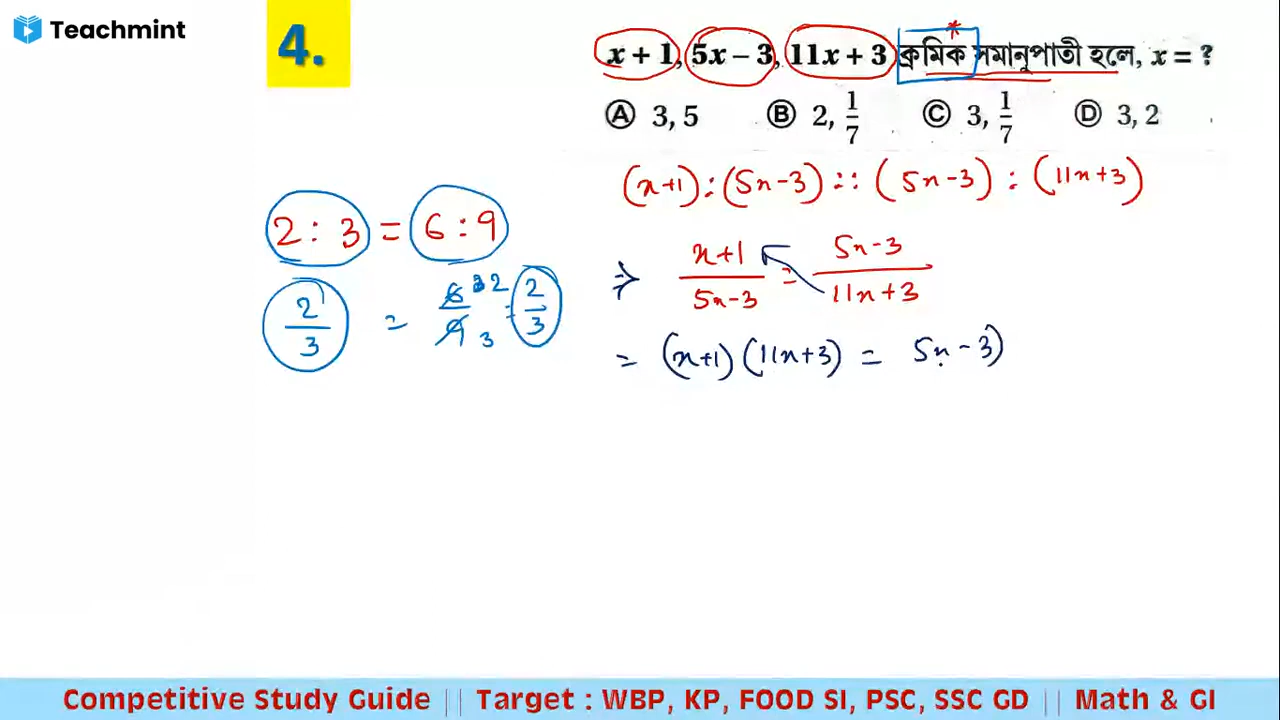 Teachmint
4.
x + 1, 5x – 3, 11x + 3 ক্রমিক সমানুপাতী হলে, x = ?
Ⓐ 3, 5 Ⓑ 2, 1/7 Ⓒ 3, 1/7 Ⓓ 3, 2
(x+1) : (5x-3) :: (5x-3) : (11x+3)
2 : 3 = 6 : 9
⇒ x+1/5x-3 = 5x-3/11x+3
2/3 = 6/9 3 2 3 = 2/3
= (x+1) (11x+3) = 5x-3)
Competitive Study Guide || Target : WBP, KP, FOOD SI, PSC, SSC GD || Math & GI